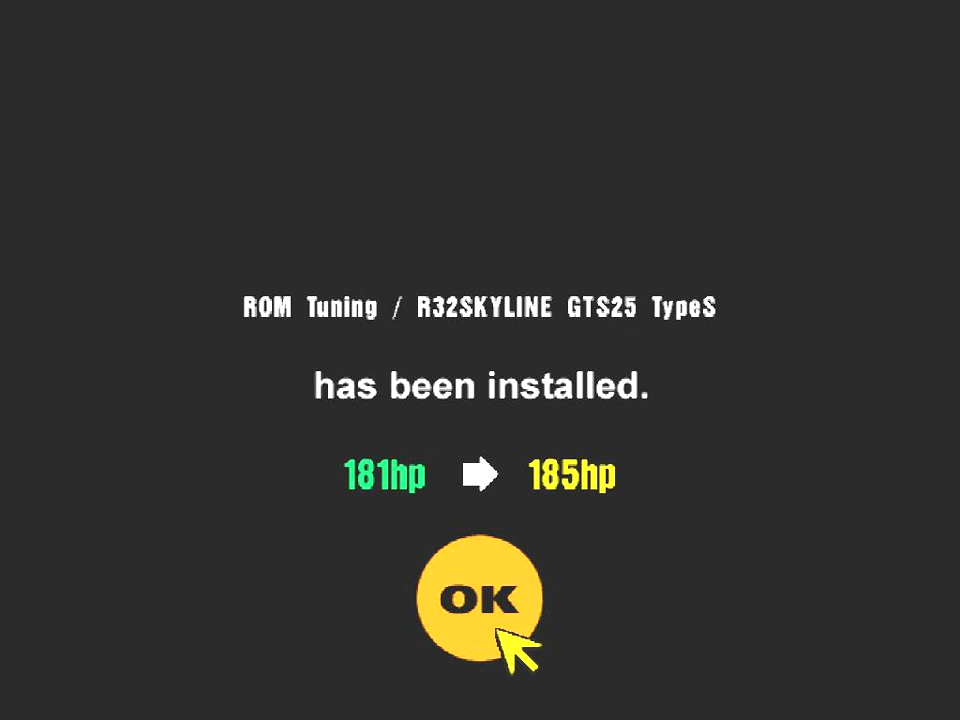 ROM Tuning / R32SKYLINE GTS25 TypeS
has been installed.
181hp 185hp
OK